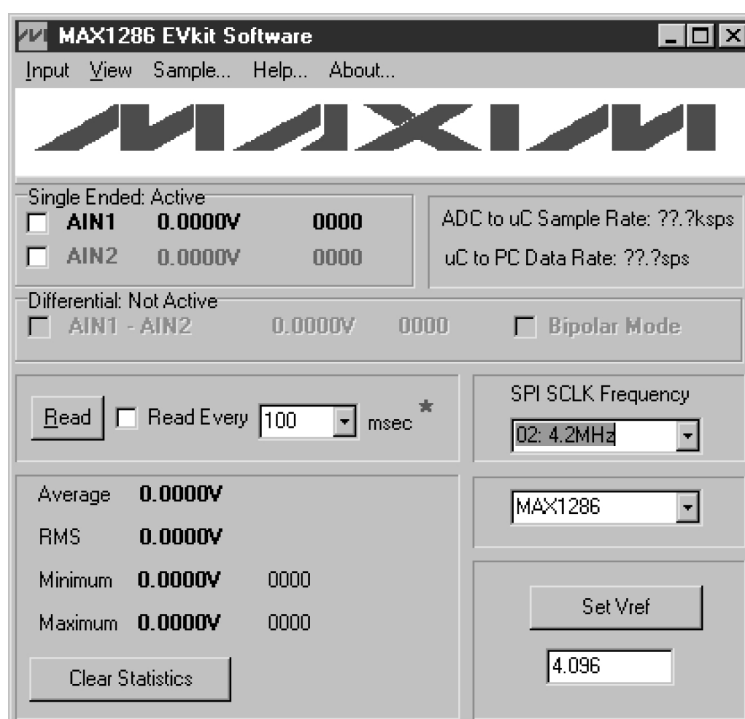 MAX1286 EVkit Software
Input View Sample... Help... About...
MAXIM
Single Ended: Active
AIN1 0.0000V 0000
AIN2 0.0000V 0000
ADC to uC Sample Rate: ??.?ksps
uC to PC Data Rate: ??.?sps
Differential: Not Active
AIN1 - AIN2 0.0000V 0000 Bipolar Mode
Read Read Every 100 msec *
SPI SCLK Frequency
02: 4.2MHz
Average 0.0000V
RMS 0.0000V
Minimum 0.0000V 0000
Maximum 0.0000V 0000
Clear Statistics
MAX1286
Set Vref
4.096